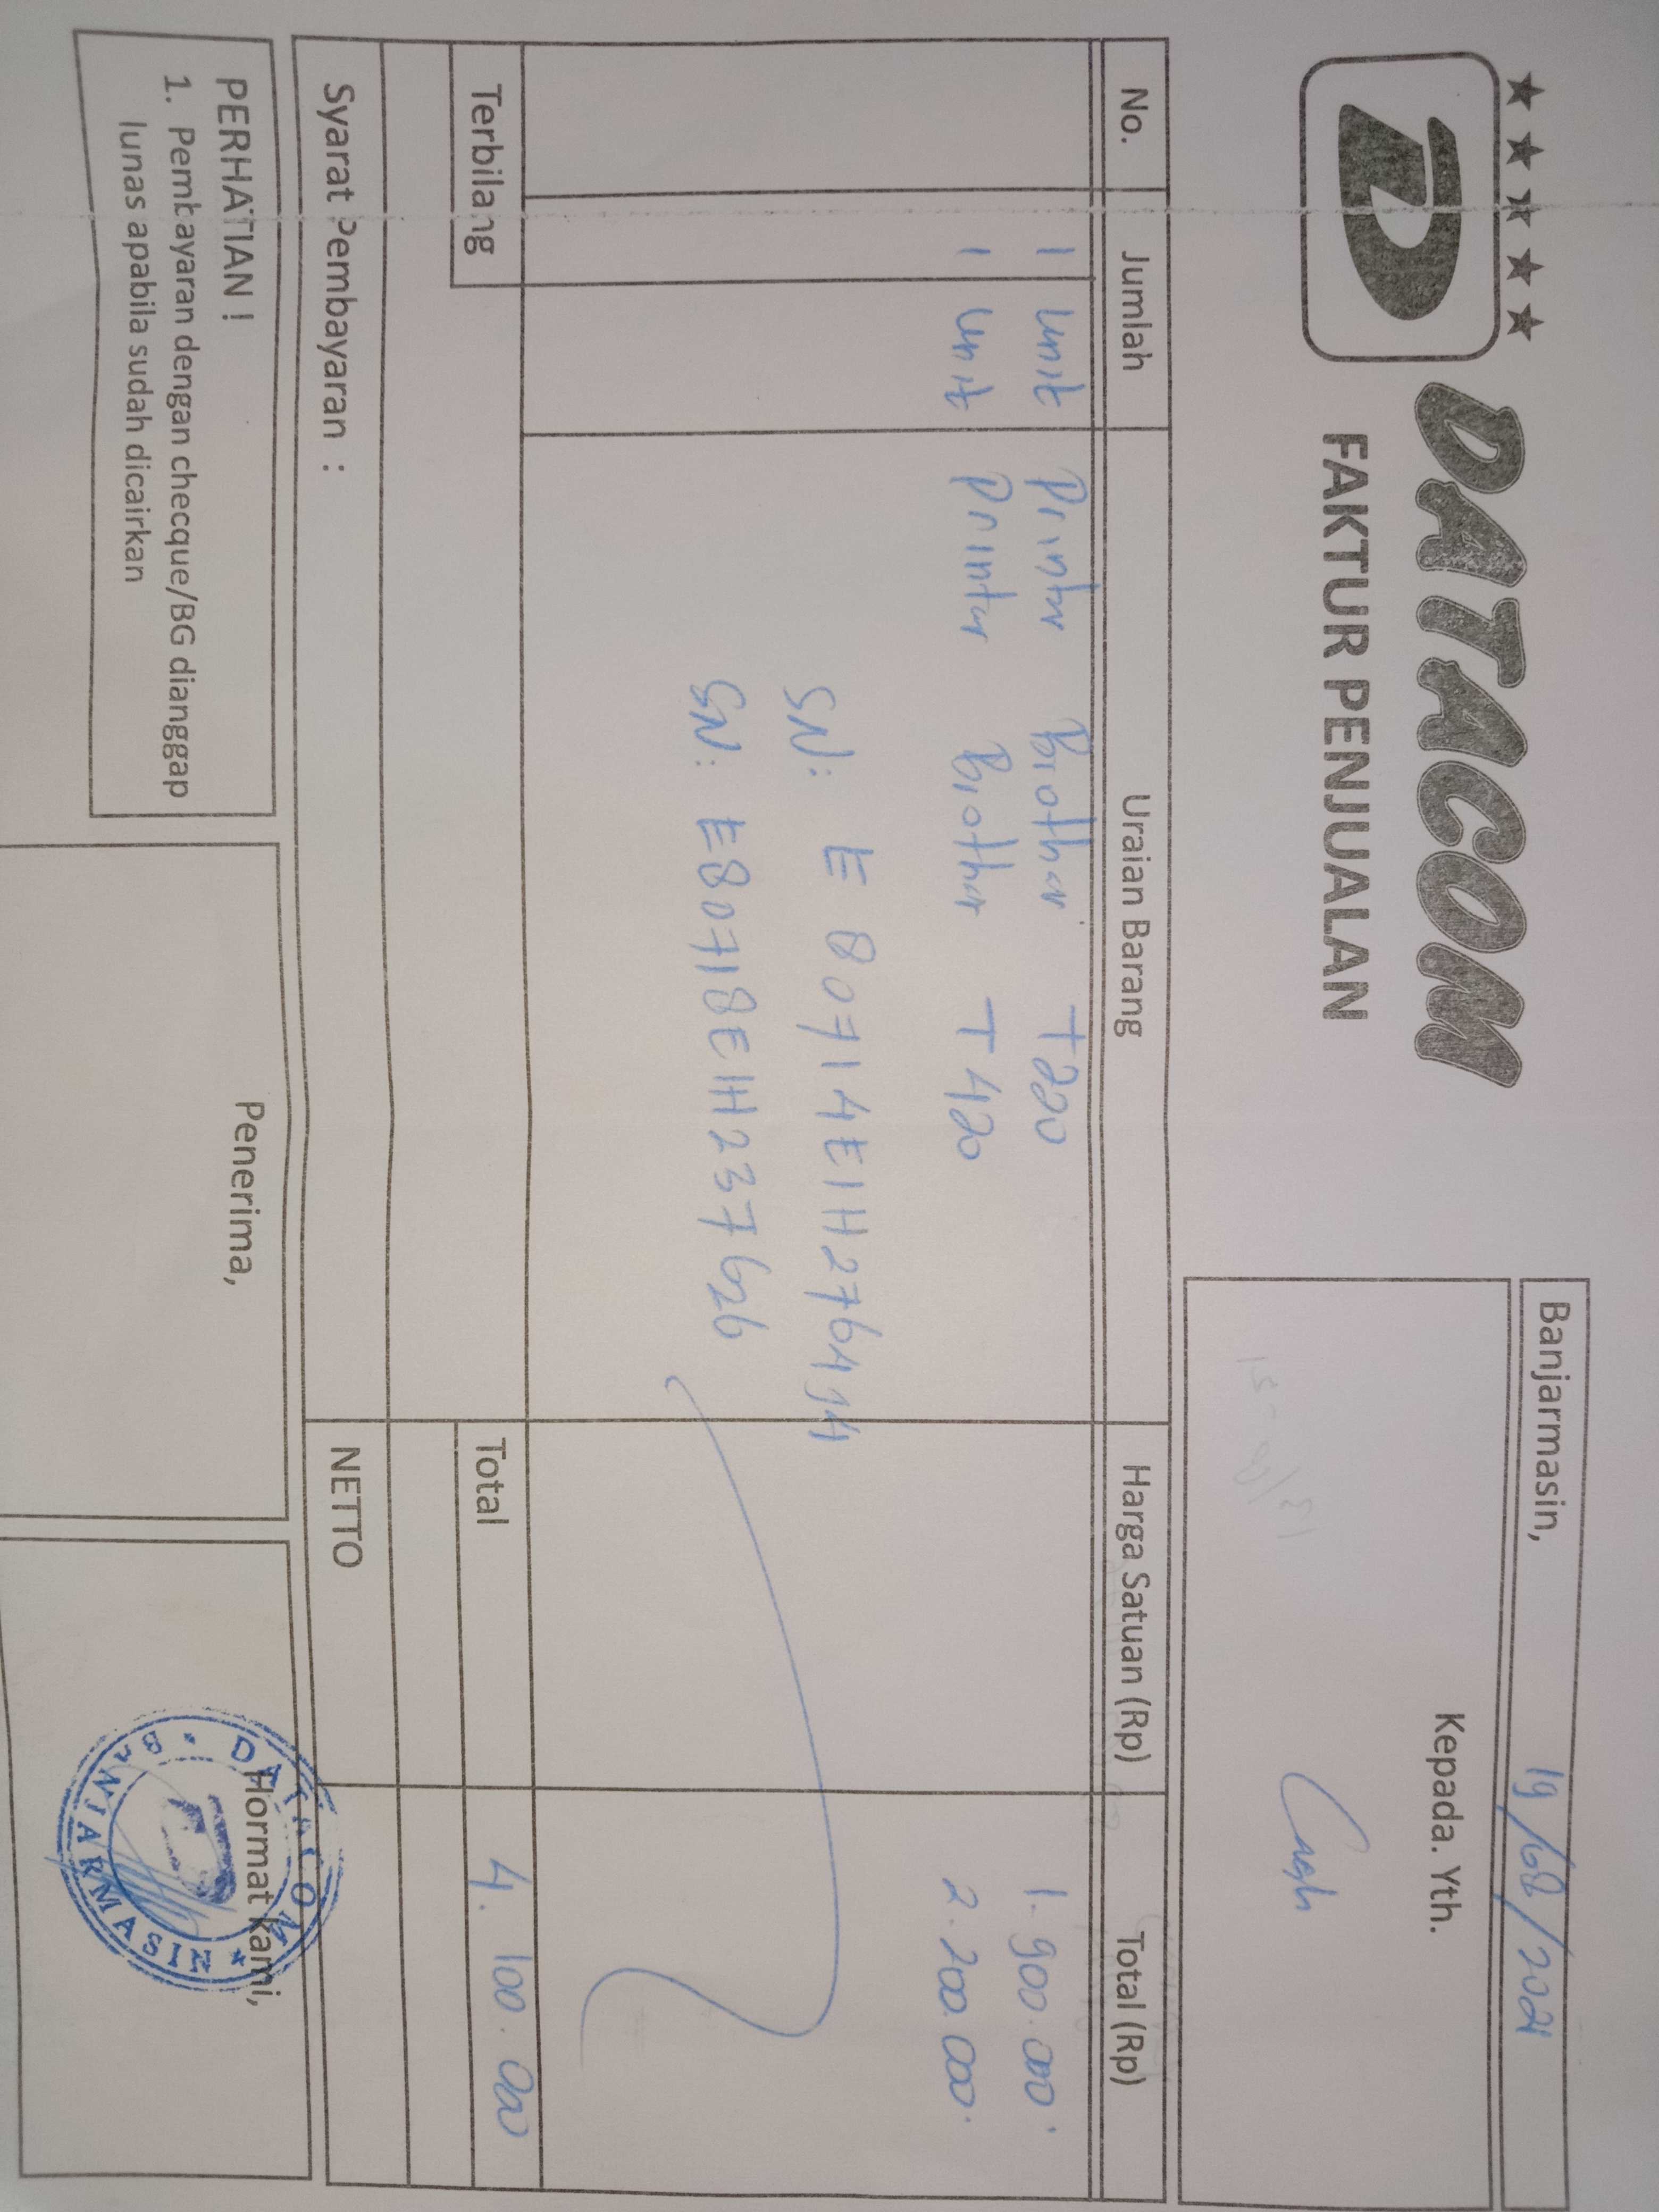 DATACOM
FAKTUR PENJUALAN
Banjarmasin, 19/02/2021
Kepada. Yth.
Cash
No. Jumlah Uraian Barang Harga Satuan (Rp) Total (Rp)
1 unit Printer Brother T220 1.900.000
1 unit Printer Brother T420 2.200.000
SN: E 80714E1H276414
SN: E80718E1H237626
Terbilang Total 4.100.000
Syarat Pembayaran : NETTO
PERHATIAN !
1. Pembayaran dengan checque/BG dianggap
lunas apabila sudah dicairkan
Penerima,
Hormat kami,
DATACOM
BANJARMASIN